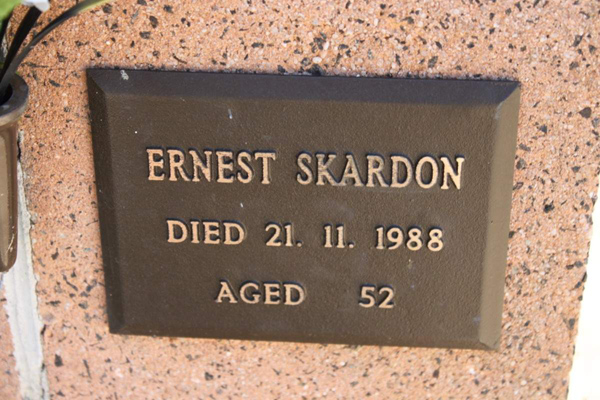 ERNEST SKARDON
DIED 21. 11. 1988
AGED 52